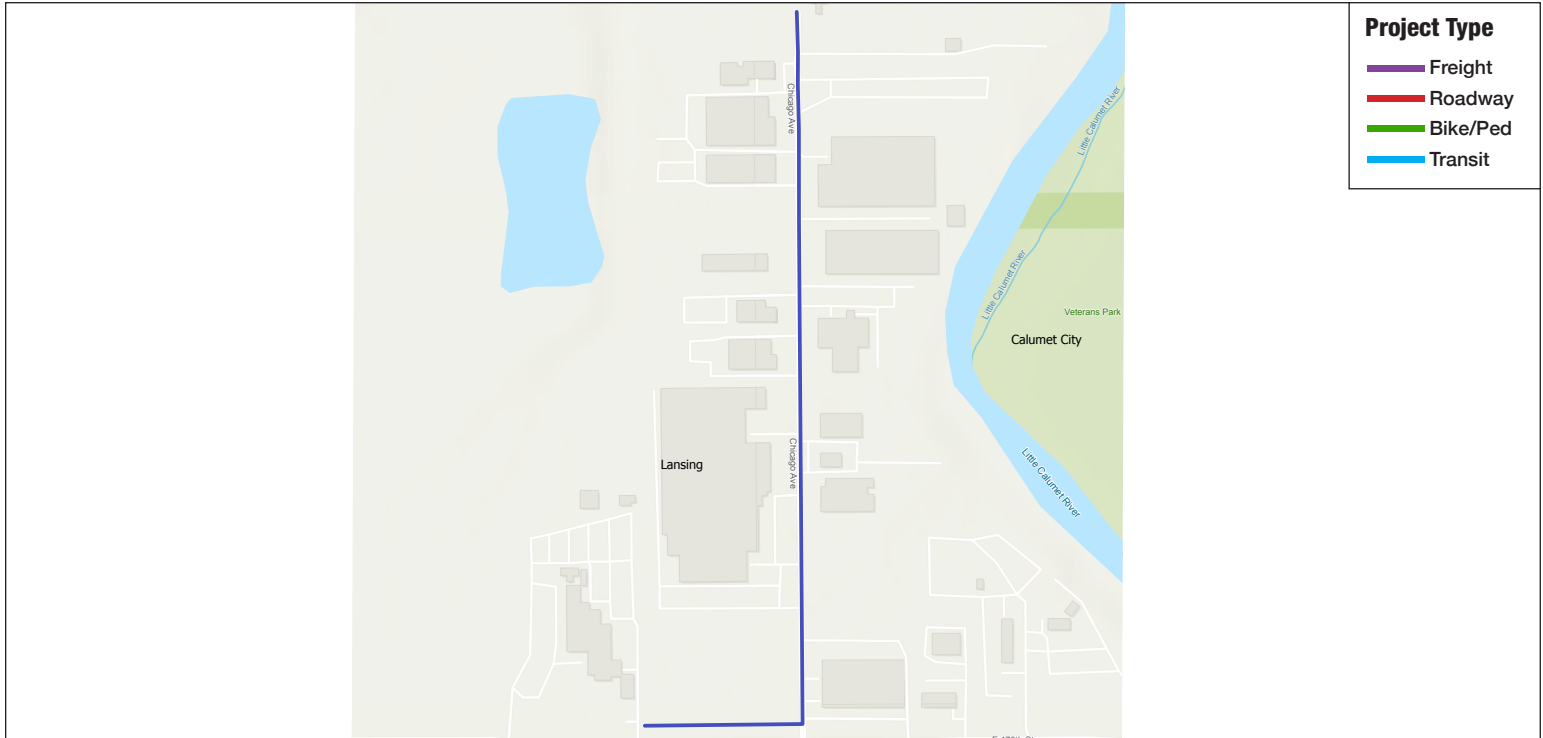 Project Type
Freight
Roadway
Bike/Ped
Transit
Chicago Ave
Little Calumet River
Little Calumet River
Veterans Park
Calumet City
Chicago Ave
Lansing
Little Calumet River